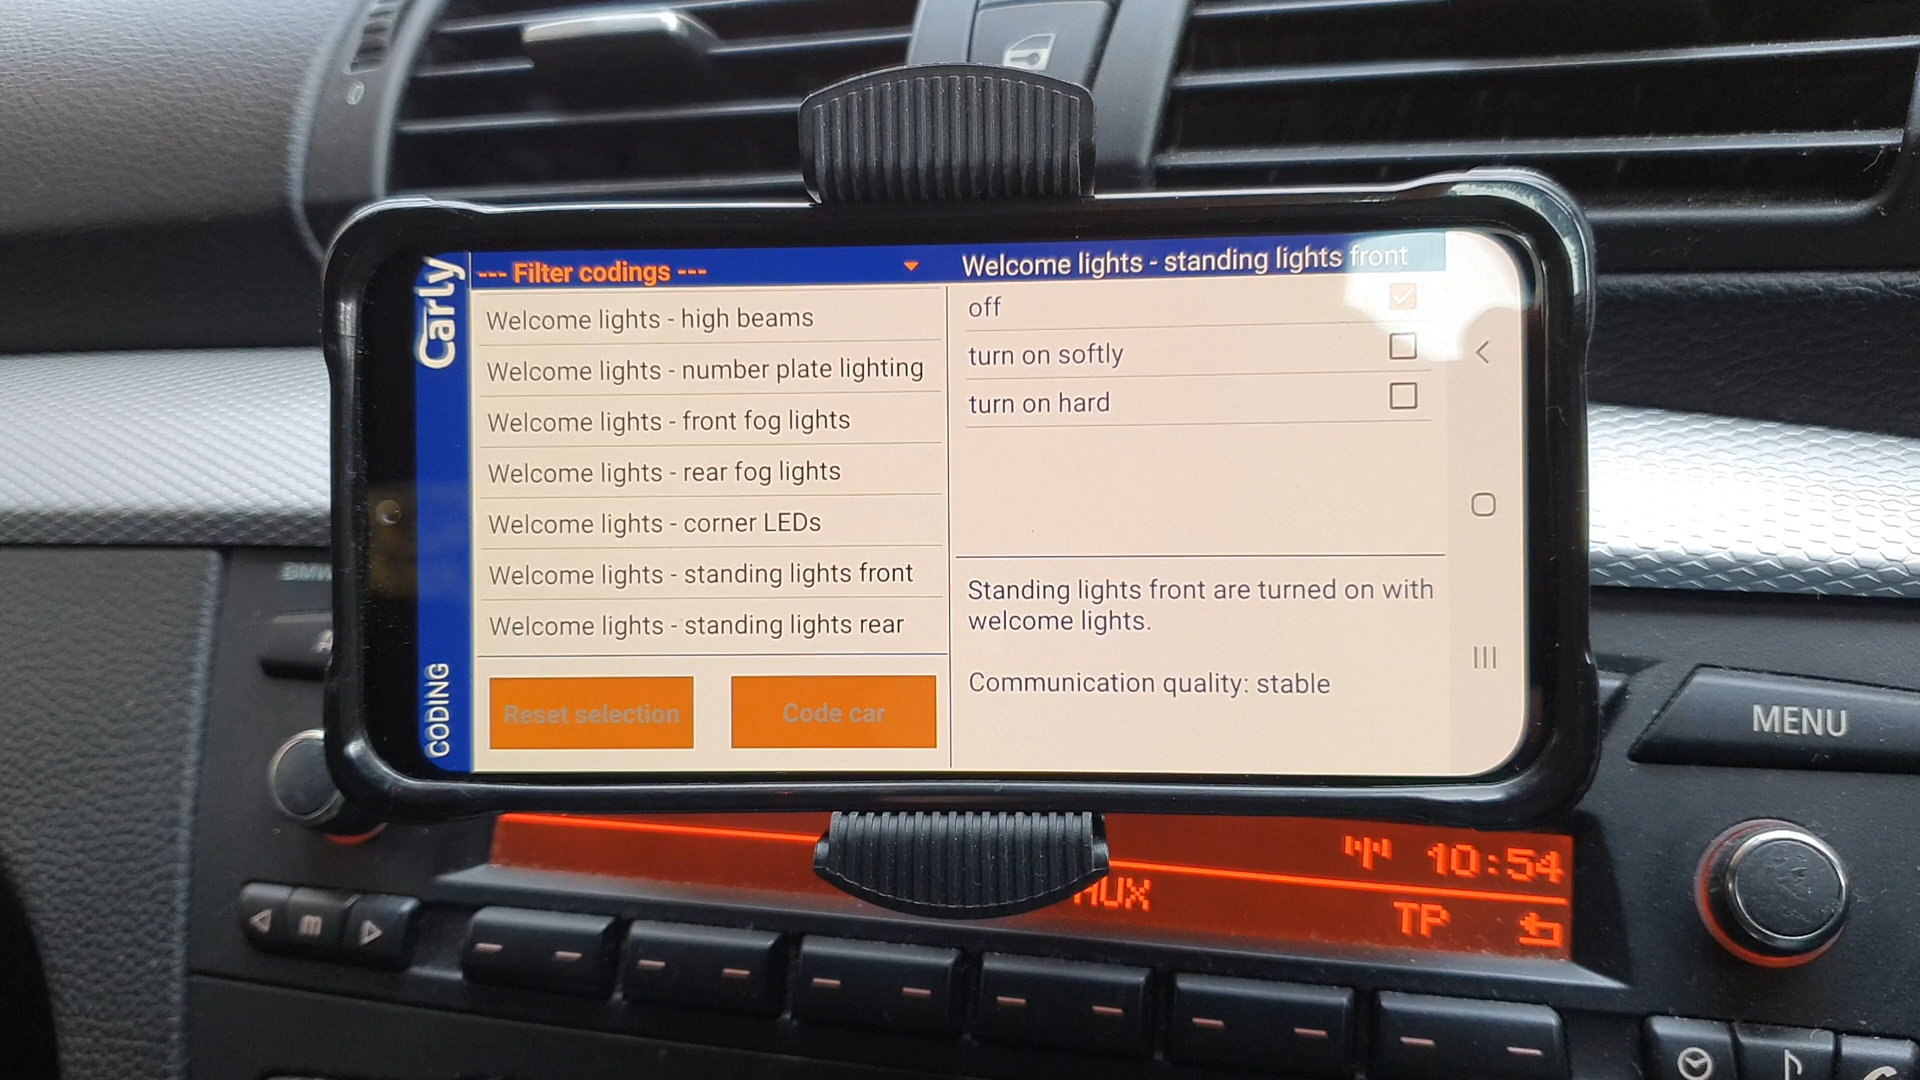 Carly
CODING
--- Filter codings ---
Welcome lights - high beams
Welcome lights - number plate lighting
Welcome lights - front fog lights
Welcome lights - rear fog lights
Welcome lights - corner LEDs
Welcome lights - standing lights front
Welcome lights - standing lights rear
Reset selection
Code car
Welcome lights - standing lights front
off
turn on softly
turn on hard
Standing lights front are turned on with
welcome lights.
Communication quality: stable
BMW
MENU
10:54
AUX
TP
m